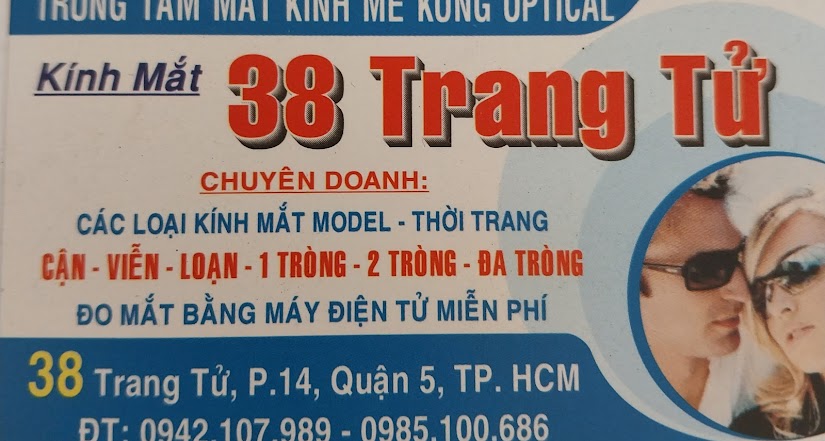 TRUNG TÂM MẮT KÍNH MÊ KÔNG OPTICAL
Kính Mắt 38 Trang Tử
CHUYÊN DOANH:
CÁC LOẠI KÍNH MẮT MODEL - THỜI TRANG
CẬN - VIỄN - LOẠN - 1 TRÒNG - 2 TRÒNG - ĐA TRÒNG
ĐO MẮT BẰNG MÁY ĐIỆN TỬ MIỄN PHÍ
38 Trang Tử, P.14, Quận 5, TP. HCM
ĐT: 0942.107.989 - 0985.100.686